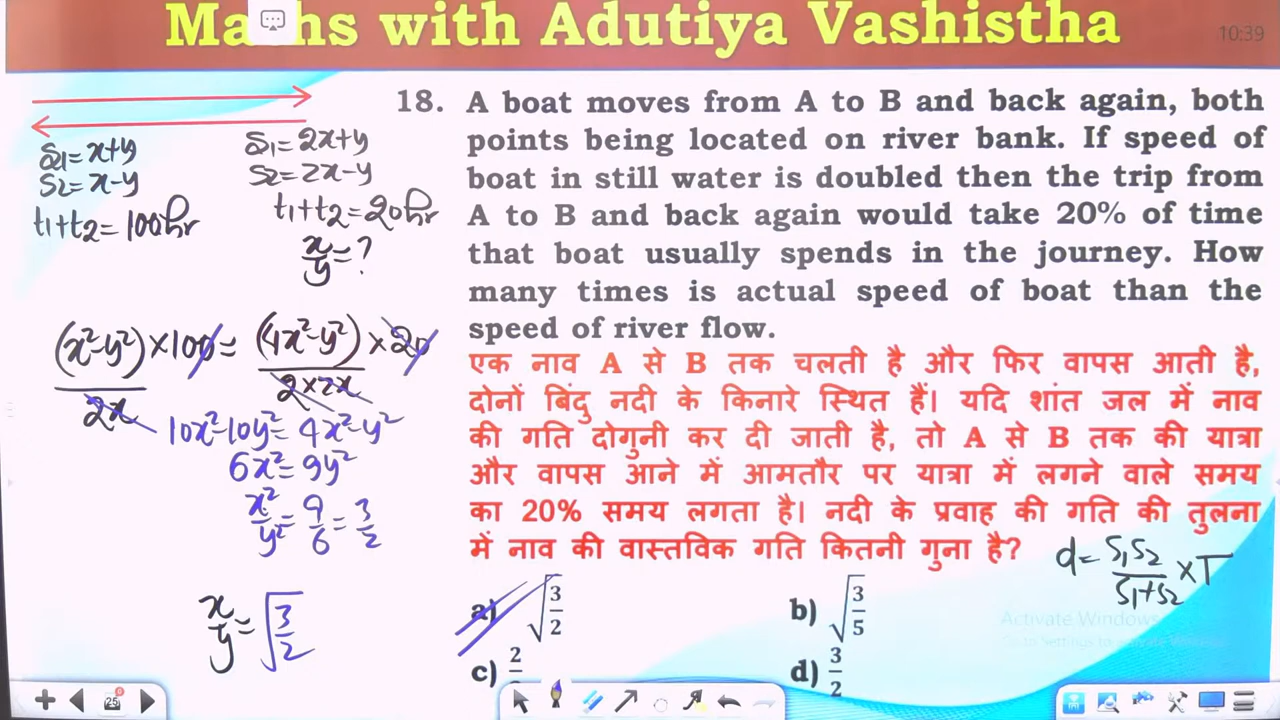 Maths with Adutiya Vashistha
10:39
18. A boat moves from A to B and back again, both
points being located on river bank. If speed of
boat in still water is doubled then the trip from
A to B and back again would take 20% of time
that boat usually spends in the journey. How
many times is actual speed of boat than the
speed of river flow.
एक नाव A से B तक चलती है और फिर वापस आती है,
दोनों बिंदु नदी के किनारे स्थित हैं। यदि शांत जल में नाव
की गति दोगुनी कर दी जाती है, तो A से B तक की यात्रा
और वापस आने में आमतौर पर यात्रा में लगने वाले समय
का 20% समय लगता है। नदी के प्रवाह की गति की तुलना
में नाव की वास्तविक गति कितनी गुना है?
a) √(3/2)
b) √(3/5)
c) 2/
d) 3/2
S1=x+y
S2=x-y
t1+t2=100hr
S1=2x+y
S2=2x-y
t1+t2=20hr
x/y=?
(x²-y²)/2x ×100= (4x²-y²)/(2×2x) ×20
10x²-10y²=4x²-y²
6x²=9y²
x²/y²=9/6=3/2
x/y=√(3/2)
d=S1S2/(S1+S2) ×T
Activate Windows
Go to Settings to activate Windows.
25